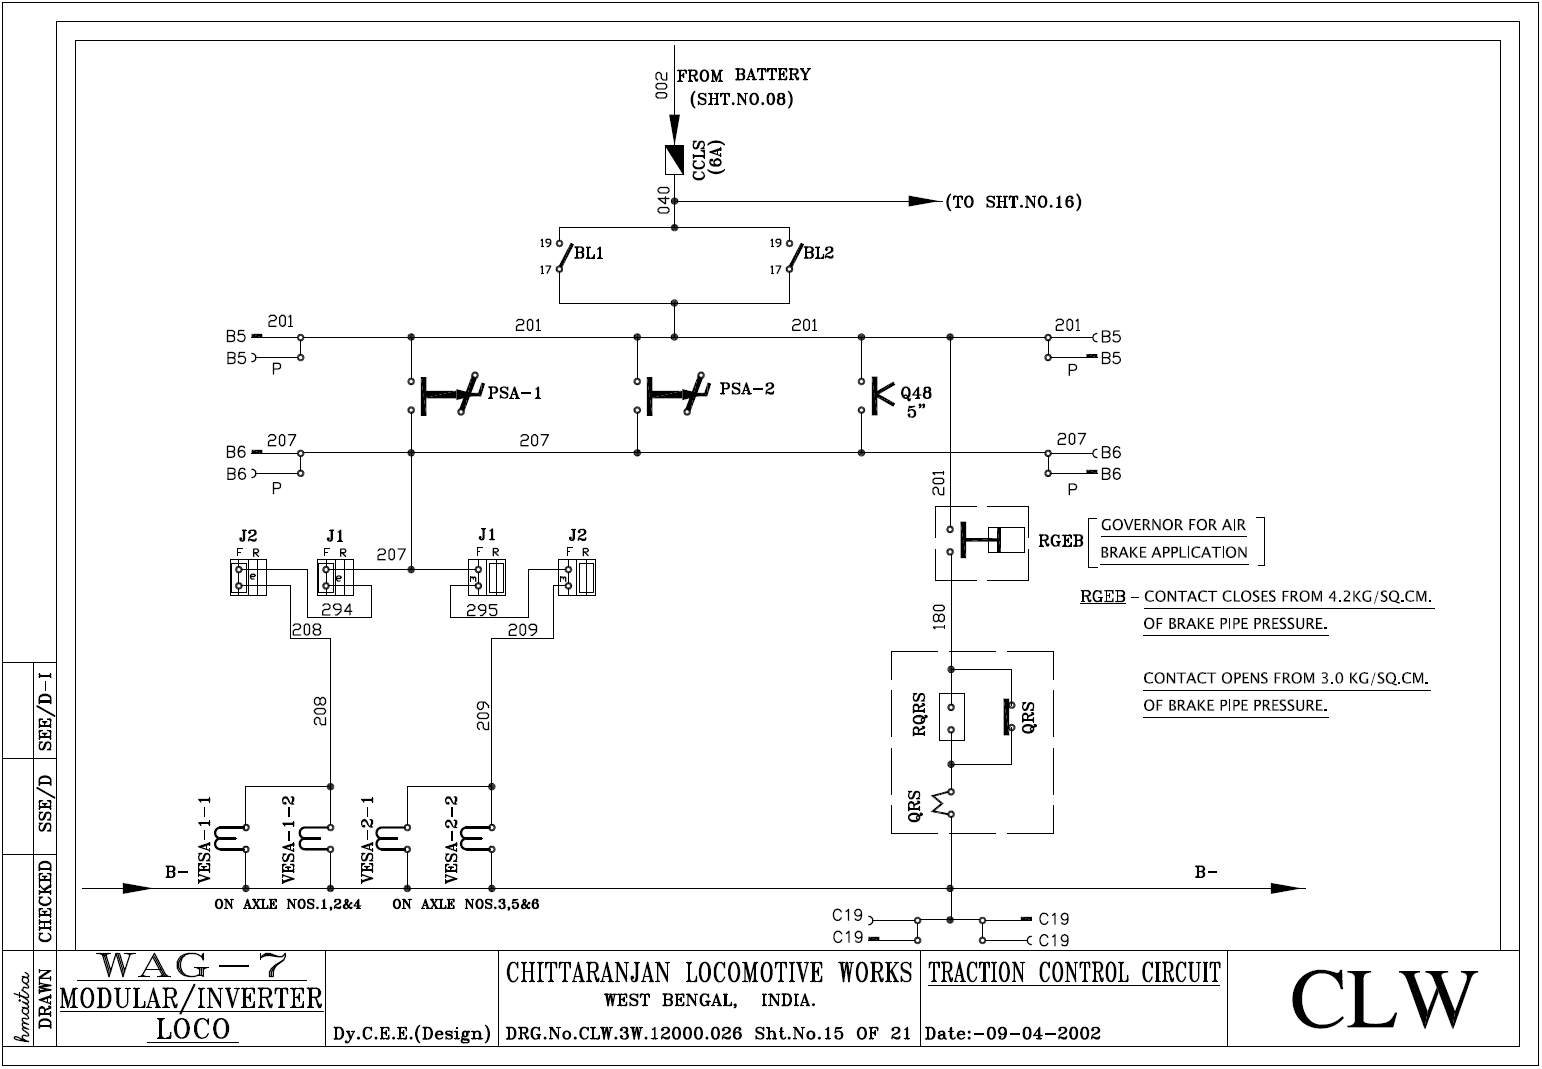 002
FROM BATTERY
(SHT.NO.08)
CCLS
(6A)
040
(TO SHT.NO.16)
19
BL1
17
19
BL2
17
B5
201
201
201
201
B5
B5
P
P
B5
PSA-1
PSA-2
Q48
5"
B6
207
207
207
B6
B6
P
P
B6
201
J2
F R
e
J1
F R
e
207
J1
F R
3
J2
F R
3
294
295
208
209
RGEB
GOVERNOR FOR AIR
BRAKE APPLICATION
RGEB – CONTACT CLOSES FROM 4.2KG/SQ.CM.
OF BRAKE PIPE PRESSURE.
CONTACT OPENS FROM 3.0 KG/SQ.CM.
OF BRAKE PIPE PRESSURE.
180
208
209
RQRS
QRS
QRS
VESA-1-1
VESA-1-2
VESA-2-1
VESA-2-2
B-
B-
ON AXLE NOS.1,2&4
ON AXLE NOS.3,5&6
C19
C19
C19
C19
SEE/D-I
SSE/D
CHECKED
DRAWN
hmaitra
WAG-7
MODULAR/INVERTER
LOCO
Dy.C.E.E.(Design)
CHITTARANJAN LOCOMOTIVE WORKS
WEST BENGAL, INDIA.
DRG.No.CLW.3W.12000.026 Sht.No.15 OF 21
TRACTION CONTROL CIRCUIT
Date:-09-04-2002
CLW